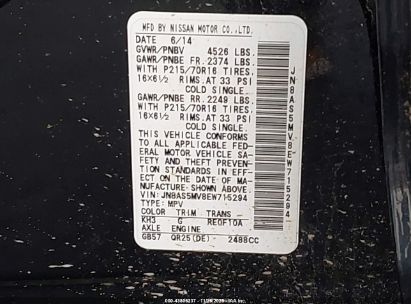 MFD BY NISSAN MOTOR CO.,LTD.
DATE 6/14
GVWR/PNBV 4526 LBS.
GAWR/PNBE FR.2374 LBS.
WITH P215/70R16 TIRES,
16X6½ RIMS,AT 33 PSI
COLD SINGLE.
GAWR/PNBE RR.2249 LBS.
WITH P215/70R16 TIRES,
16X6½ RIMS,AT 33 PSI
COLD SINGLE.
THIS VEHICLE CONFORMS
TO ALL APPLICABLE FED-
ERAL MOTOR VEHICLE SA-
FETY AND THEFT PREVEN-
TION STANDARDS IN EFF-
ECT ON THE DATE OF MA-
NUFACTURE SHOWN ABOVE.
VIN: JN8AS5MV8EW715294
TYPE: MPV
COLOR TRIM TRANS
KH3 G RE0F10A
AXLE ENGINE
GB57 QR25(DE)- 2488CC
JN8AS5MV8EW715294